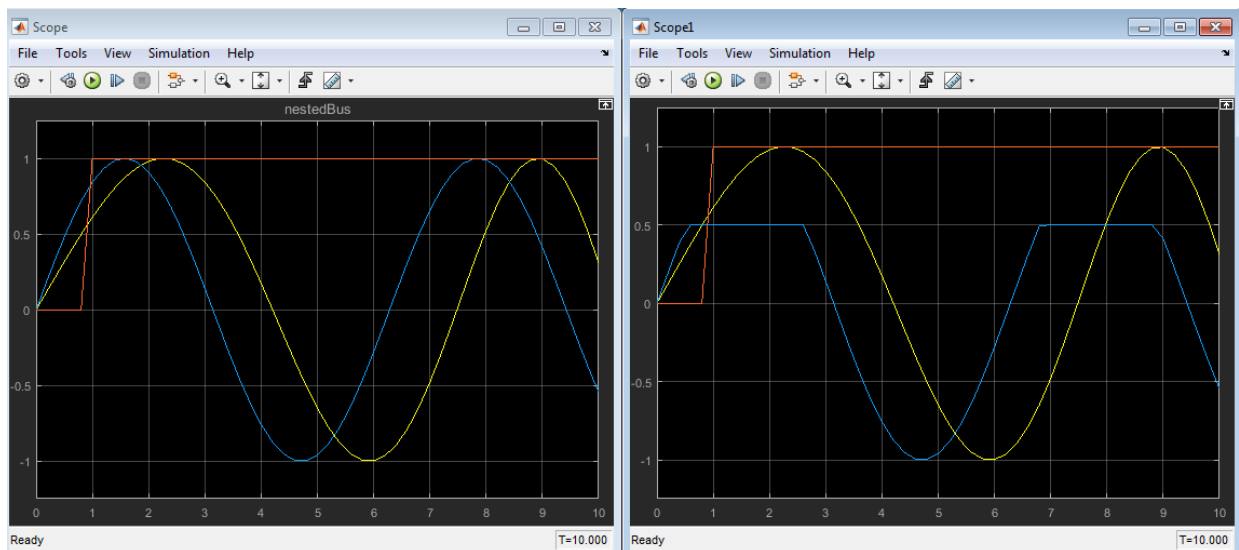 Scope
File Tools View Simulation Help
nestedBus
1
0.5
0
-0.5
-1
0 1 2 3 4 5 6 7 8 9 10
Ready T=10.000
Scope1
File Tools View Simulation Help
1
0.5
0
-0.5
-1
0 1 2 3 4 5 6 7 8 9 10
Ready T=10.000